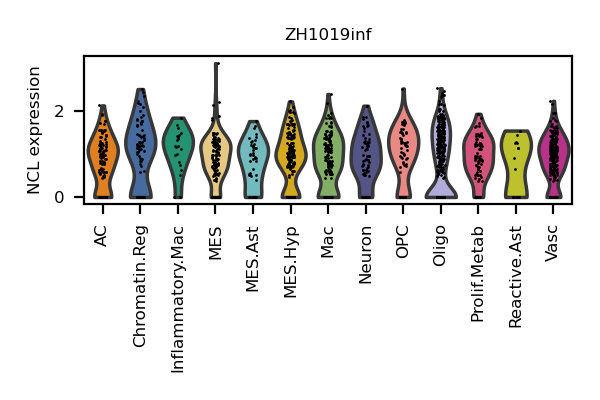 ZH1019inf
NCL expression
2
0
AC
Chromatin.Reg
Inflammatory.Mac
MES
MES.Ast
MES.Hyp
Mac
Neuron
OPC
Oligo
Prolif.Metab
Reactive.Ast
Vasc